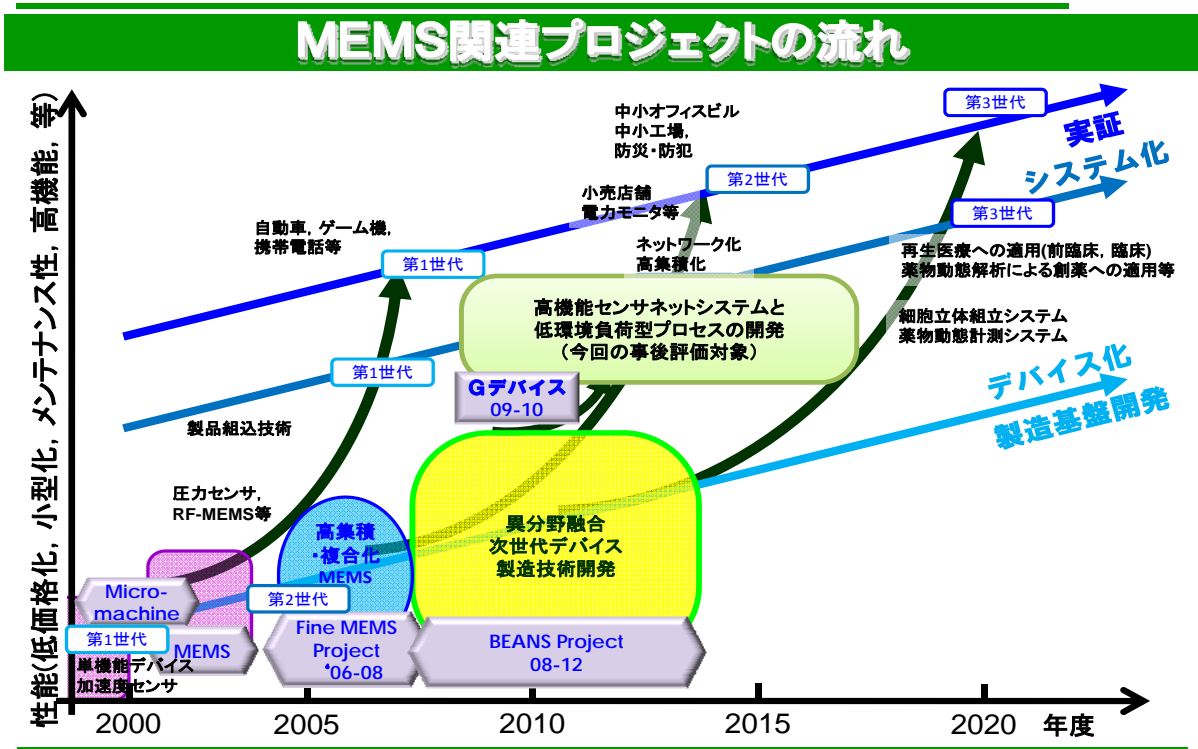 MEMS関連プロジェクトの流れ
性能(低価格化, 小型化, メンテナンス性, 高機能, 等)
第3世代
実証
中小オフィスビル
中小工場,
防災・防犯
第2世代
システム化
小売店舗
電力モニタ等
第3世代
自動車, ゲーム機,
携帯電話等
ネットワーク化
高集積化
第1世代
再生医療への適用(前臨床, 臨床)
薬物動態解析による創薬への適用等
高機能センサネットシステムと
低環境負荷型プロセスの開発
(今回の事後評価対象)
細胞立体組立システム
薬物動態計測システム
第1世代
デバイス化
製造基盤開発
Gデバイス
09-10
製品組込技術
圧力センサ,
RF-MEMS等
高集積
・複合化
MEMS
異分野融合
次世代デバイス
製造技術開発
Micro-
machine
第2世代
第1世代
MEMS
Fine MEMS
Project
‘06-08
BEANS Project
08-12
単機能デバイス
加速度センサ
2000
2005
2010
2015
2020
年度